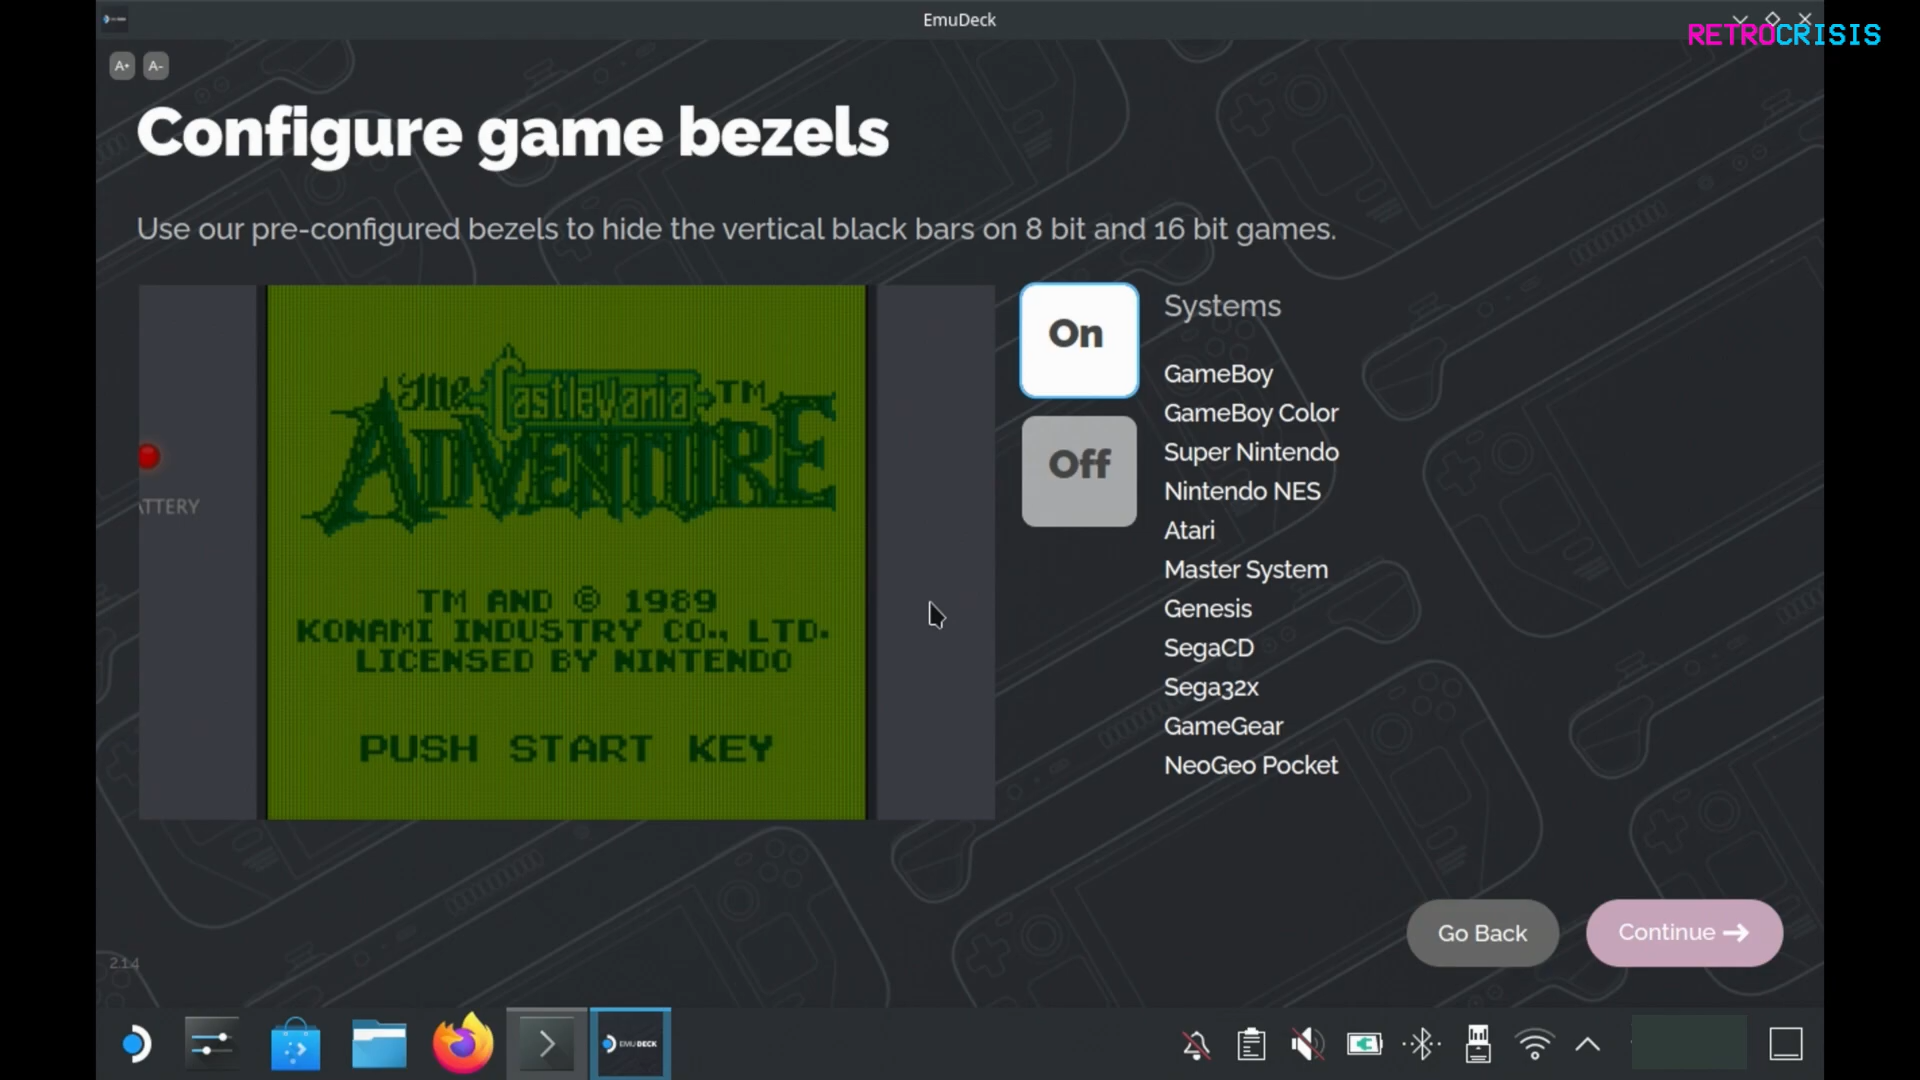 EmuDeck
RETROCRISIS
A+ A-
Configure game bezels
Use our pre-configured bezels to hide the vertical black bars on 8 bit and 16 bit games.
The Castlevania™
ADVENTURE
TM AND © 1989
KONAMI INDUSTRY CO., LTD.
LICENSED BY NINTENDO
PUSH START KEY
ATTERY
On
Off
Systems
GameBoy
GameBoy Color
Super Nintendo
Nintendo NES
Atari
Master System
Genesis
SegaCD
Sega32x
GameGear
NeoGeo Pocket
Go Back
Continue →
2.1.4
EMUDECK